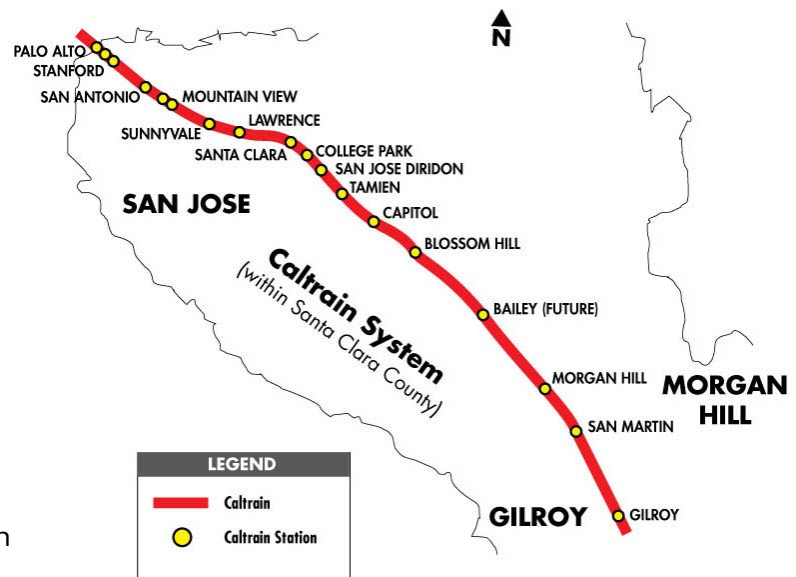 N
PALO ALTO
STANFORD
SAN ANTONIO
MOUNTAIN VIEW
SUNNYVALE
LAWRENCE
SANTA CLARA
COLLEGE PARK
SAN JOSE DIRIDON
TAMIEN
SAN JOSE
CAPITOL
BLOSSOM HILL
Caltrain System
(within Santa Clara County)
BAILEY (FUTURE)
MORGAN HILL
MORGAN
HILL
SAN MARTIN
GILROY
GILROY
LEGEND
Caltrain
Caltrain Station
n